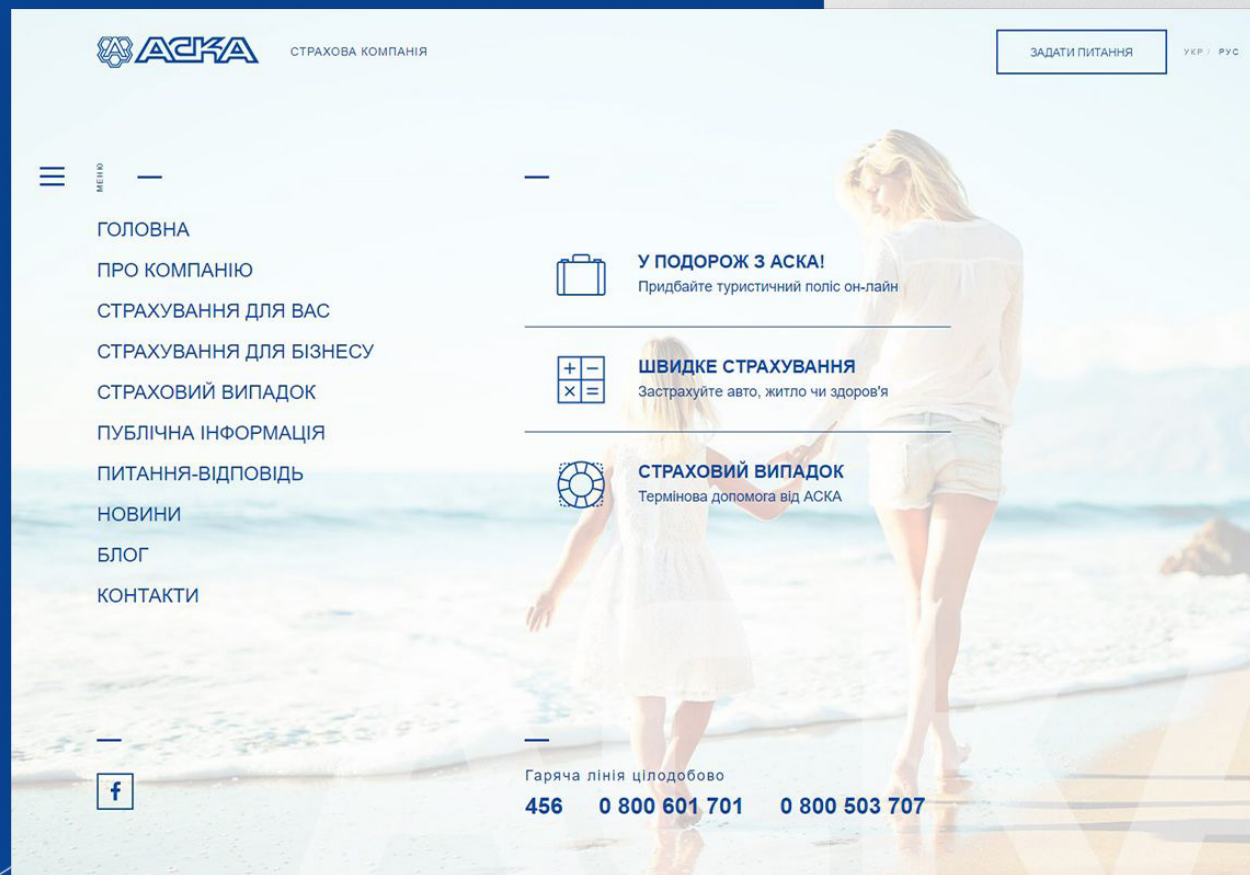 АСКА
СТРАХОВА КОМПАНІЯ
ЗАДАТИ ПИТАННЯ
УКР / РУС
МЕНЮ
ГОЛОВНА
ПРО КОМПАНІЮ
СТРАХУВАННЯ ДЛЯ ВАС
СТРАХУВАННЯ ДЛЯ БІЗНЕСУ
СТРАХОВИЙ ВИПАДОК
ПУБЛІЧНА ІНФОРМАЦІЯ
ПИТАННЯ-ВІДПОВІДЬ
НОВИНИ
БЛОГ
КОНТАКТИ
У ПОДОРОЖ З АСКА!
Придбайте туристичний поліс он-лайн
ШВИДКЕ СТРАХУВАННЯ
Застрахуйте авто, житло чи здоров'я
СТРАХОВИЙ ВИПАДОК
Термінова допомога від АСКА
Гаряча лінія цілодобово
456 0 800 601 701 0 800 503 707